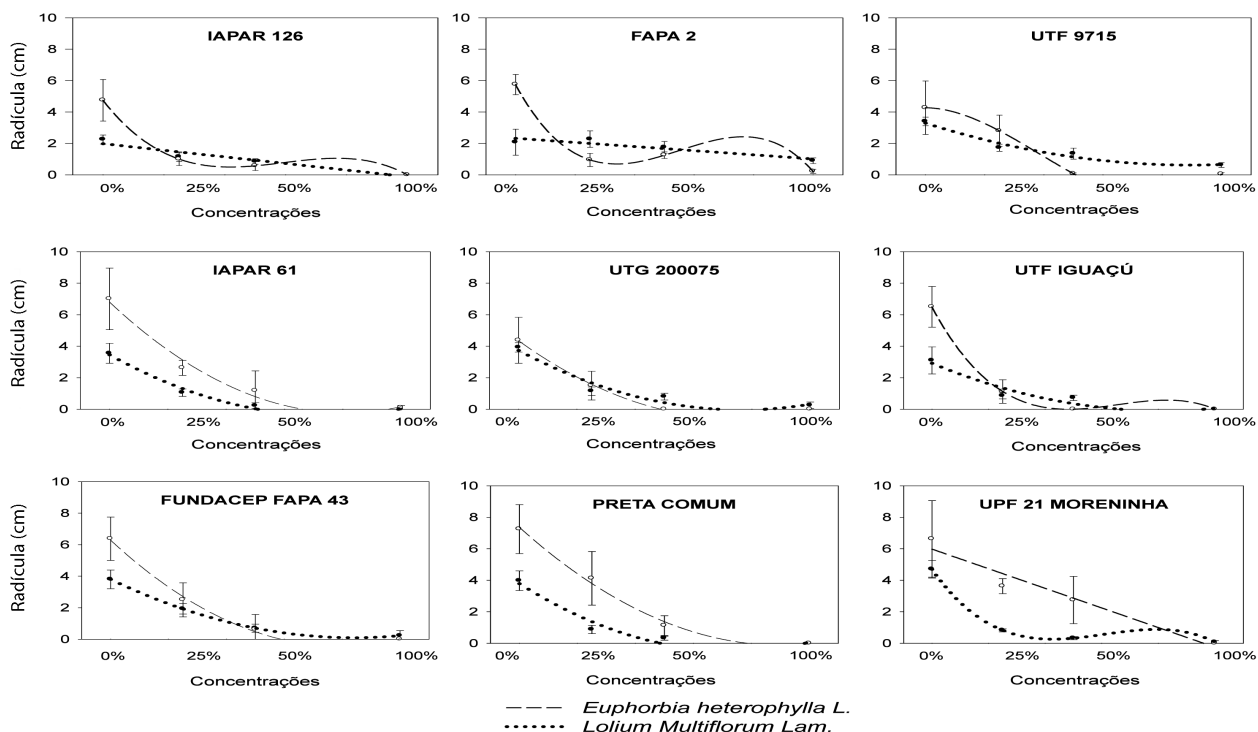 IAPAR 126
Radícula (cm)
10
8
6
4
2
0
0% 25% 50% 100%
Concentrações
FAPA 2
10
8
6
4
2
0
0% 25% 50% 100%
Concentrações
UTF 9715
10
8
6
4
2
0
0% 25% 50% 100%
Concentrações
IAPAR 61
Radícula (cm)
10
8
6
4
2
0
0% 25% 50% 100%
Concentrações
UTG 200075
10
8
6
4
2
0
0% 25% 50% 100%
Concentrações
UTF IGUAÇÚ
10
8
6
4
2
0
0% 25% 50% 100%
Concentrações
FUNDACEP FAPA 43
Radícula (cm)
10
8
6
4
2
0
0% 25% 50% 100%
Concentrações
PRETA COMUM
10
8
6
4
2
0
0% 25% 50% 100%
Concentrações
UPF 21 MORENINHA
10
8
6
4
2
0
0% 25% 50% 100%
Concentrações
Euphorbia heterophylla L.
Lolium Multiflorum Lam.